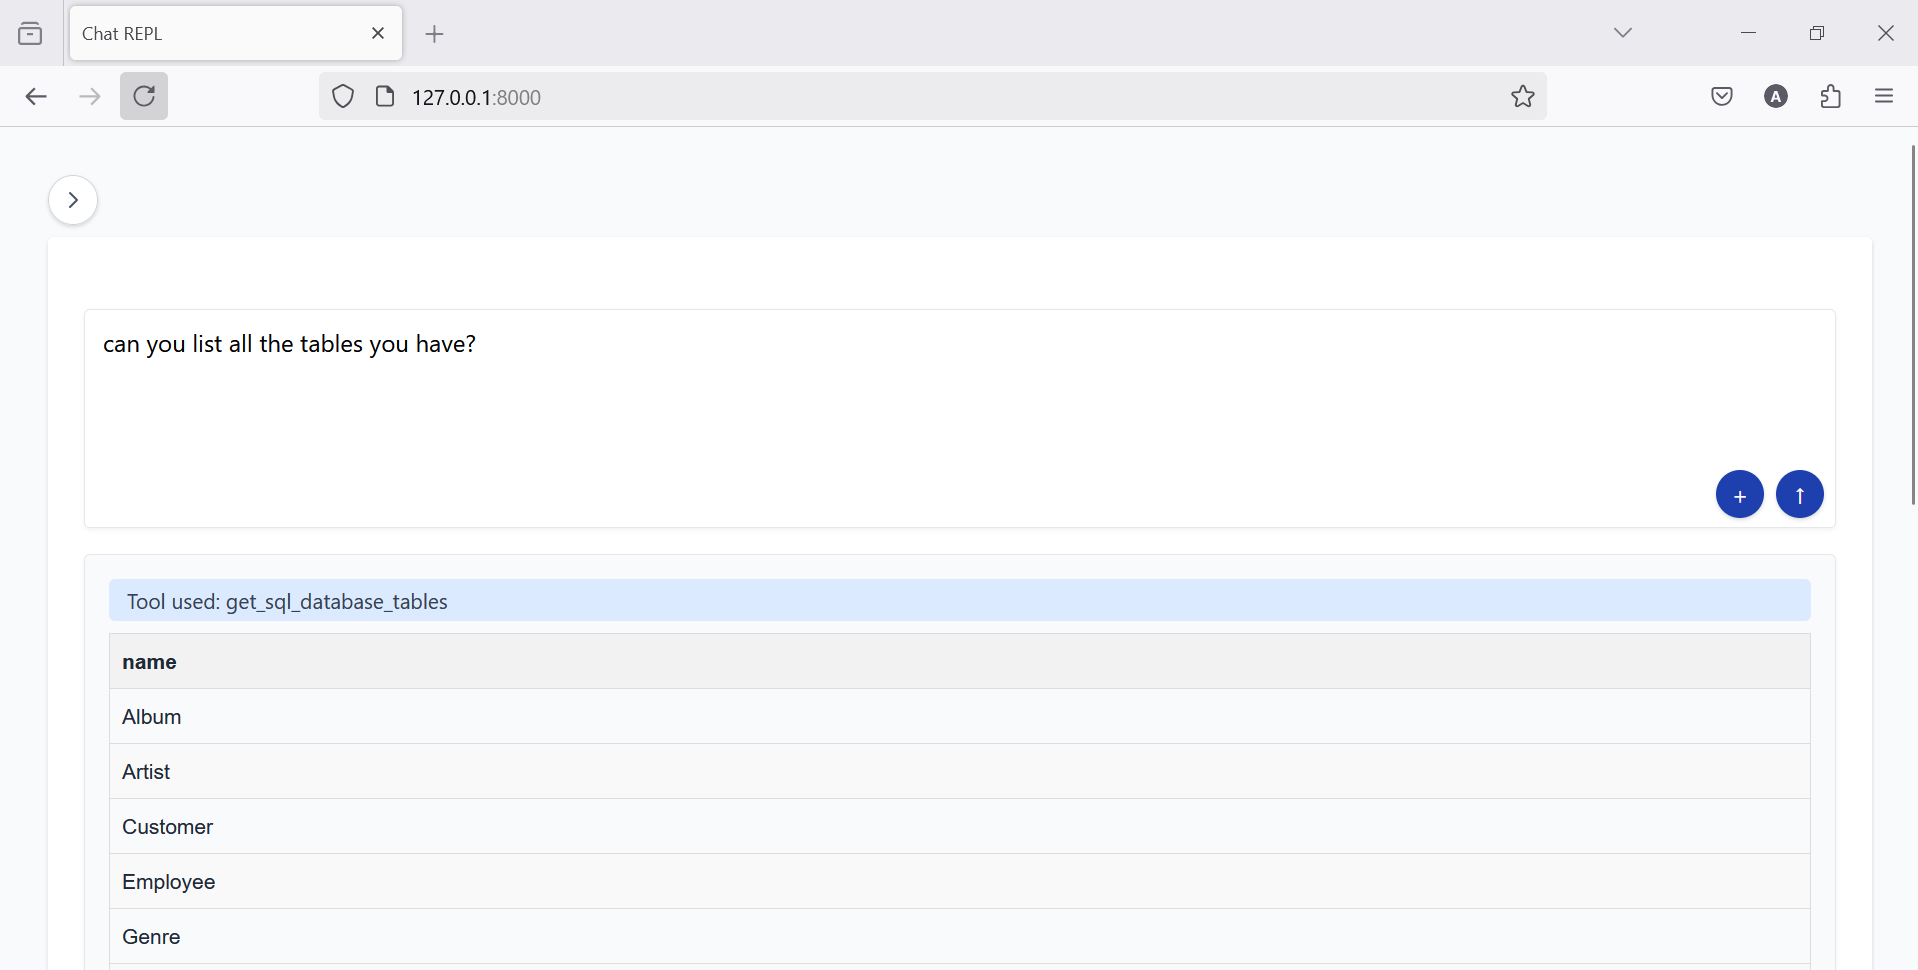 Chat REPL
127.0.0.1:8000
A
can you list all the tables you have?
+ ↑
Tool used: get_sql_database_tables
name
Album
Artist
Customer
Employee
Genre